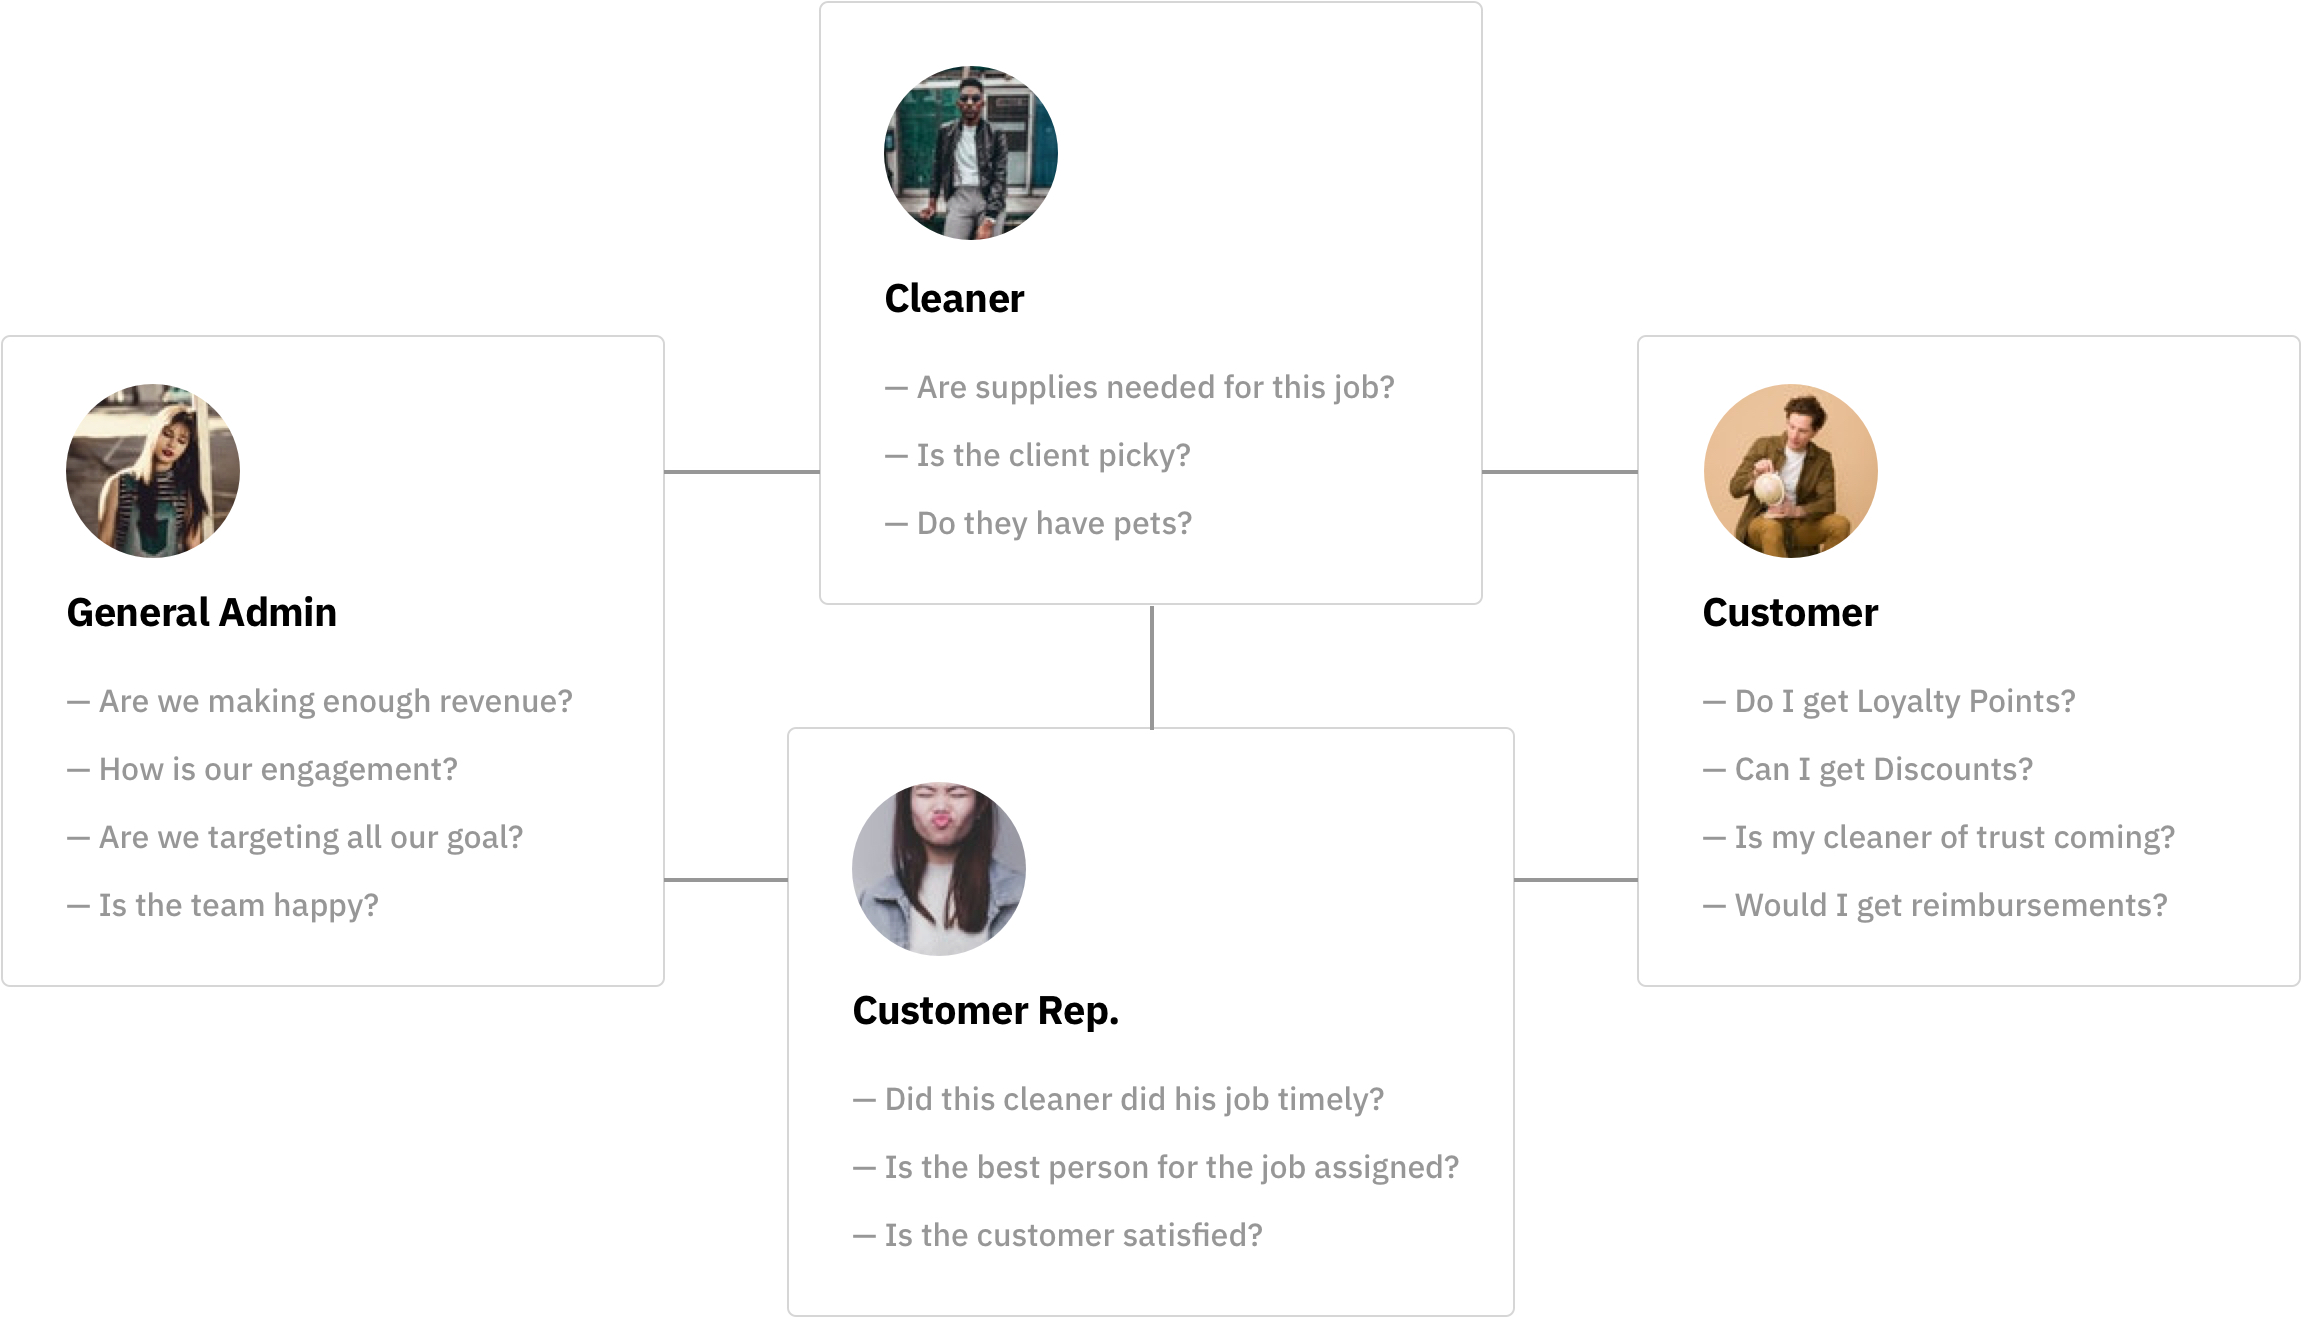 Cleaner
— Are supplies needed for this job?
— Is the client picky?
— Do they have pets?
General Admin
— Are we making enough revenue?
— How is our engagement?
— Are we targeting all our goal?
— Is the team happy?
Customer
— Do I get Loyalty Points?
— Can I get Discounts?
— Is my cleaner of trust coming?
— Would I get reimbursements?
Customer Rep.
— Did this cleaner did his job timely?
— Is the best person for the job assigned?
— Is the customer satisfied?